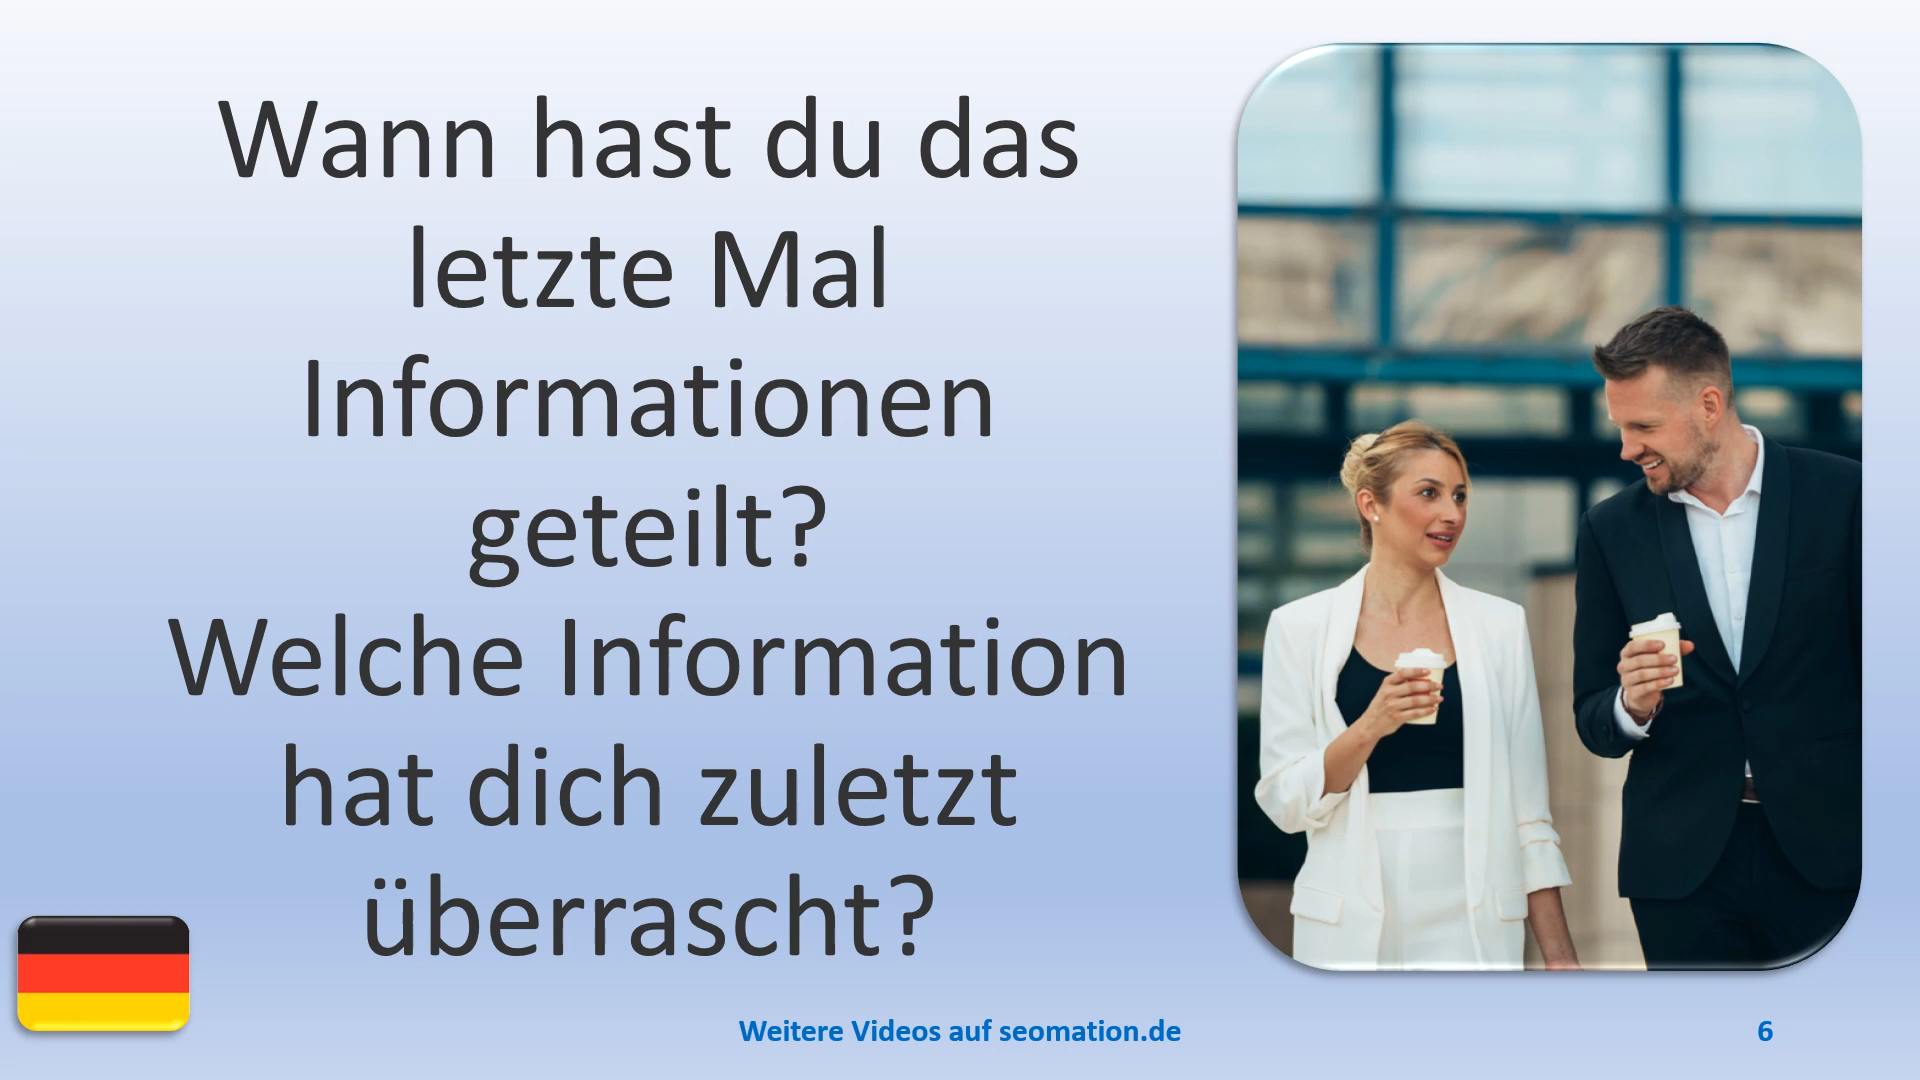 Wann hast du das
letzte Mal
Informationen
geteilt?
Welche Information
hat dich zuletzt
überrascht?
Weitere Videos auf seomation.de
6